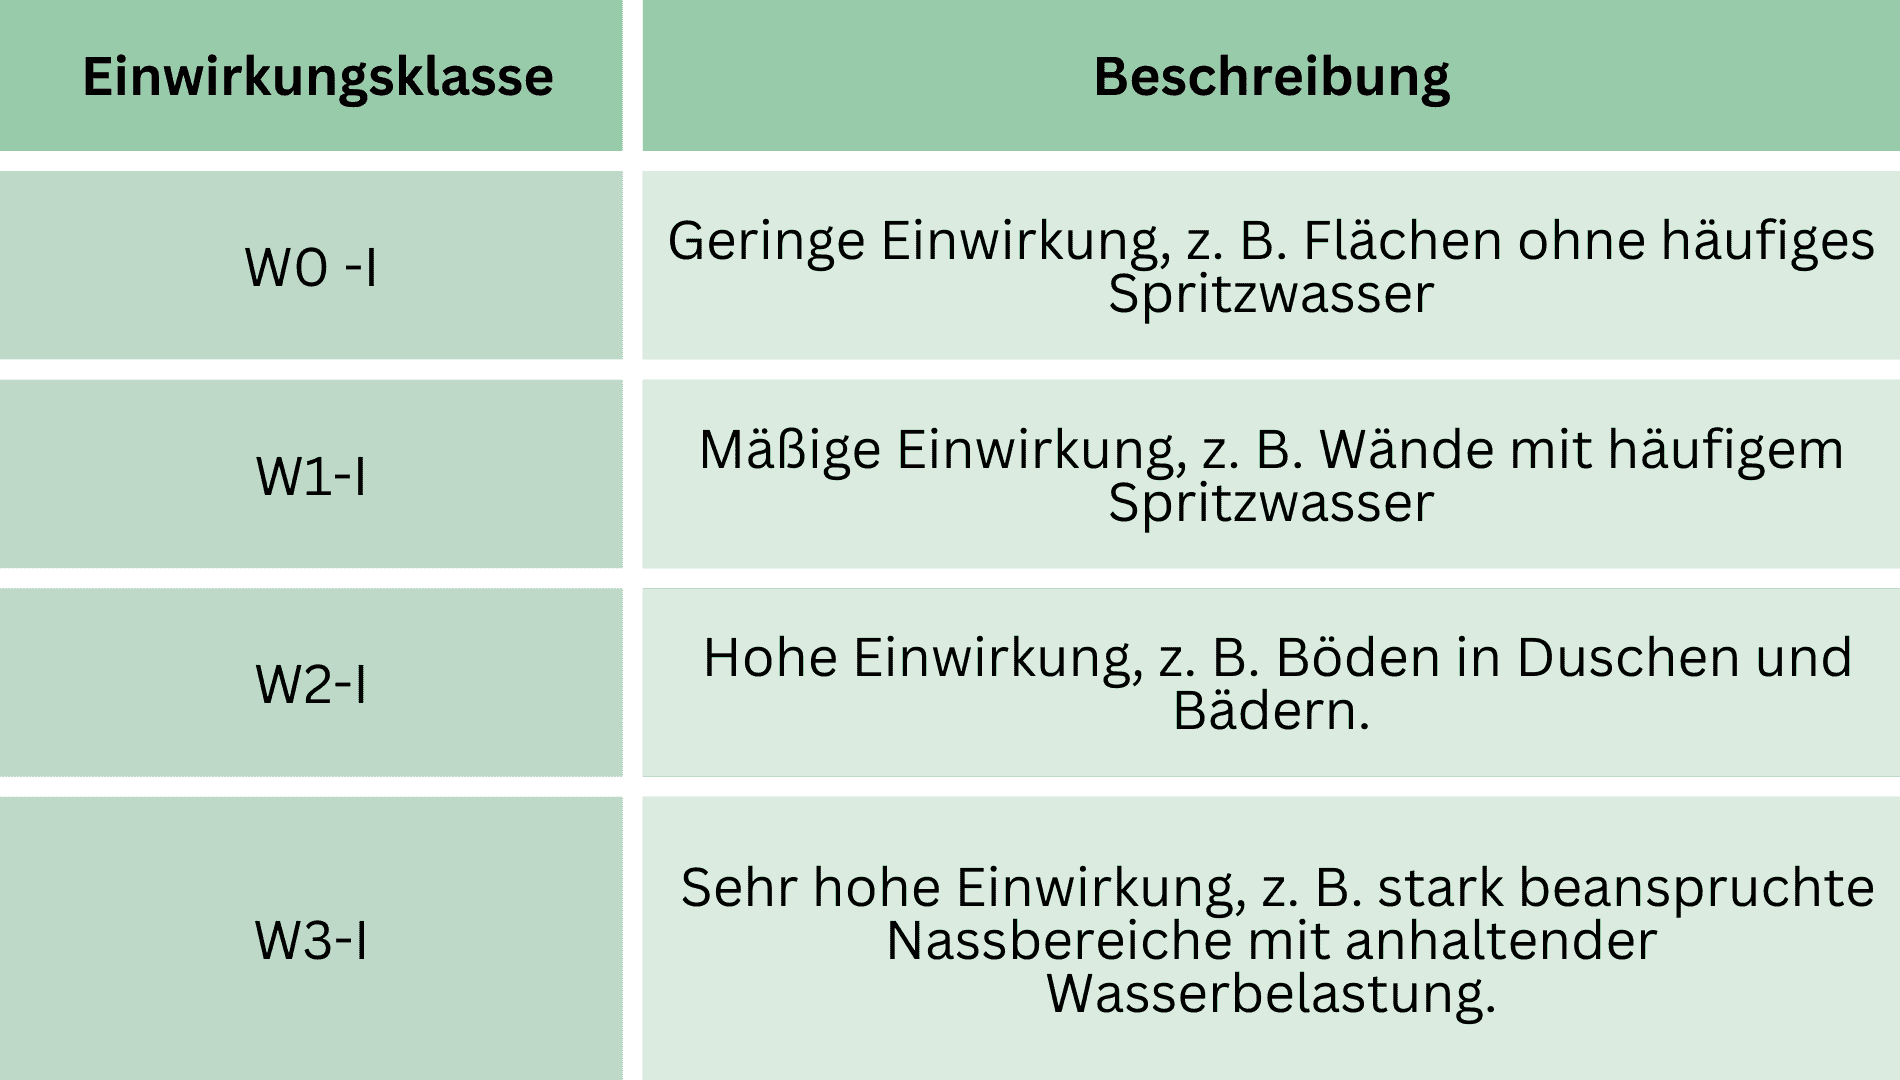 Einwirkungsklasse
Beschreibung
W0 -I
Geringe Einwirkung, z. B. Flächen ohne häufiges
Spritzwasser
W1-I
Mäßige Einwirkung, z. B. Wände mit häufigem
Spritzwasser
W2-I
Hohe Einwirkung, z. B. Böden in Duschen und
Bädern.
W3-I
Sehr hohe Einwirkung, z. B. stark beanspruchte
Nassbereiche mit anhaltender
Wasserbelastung.